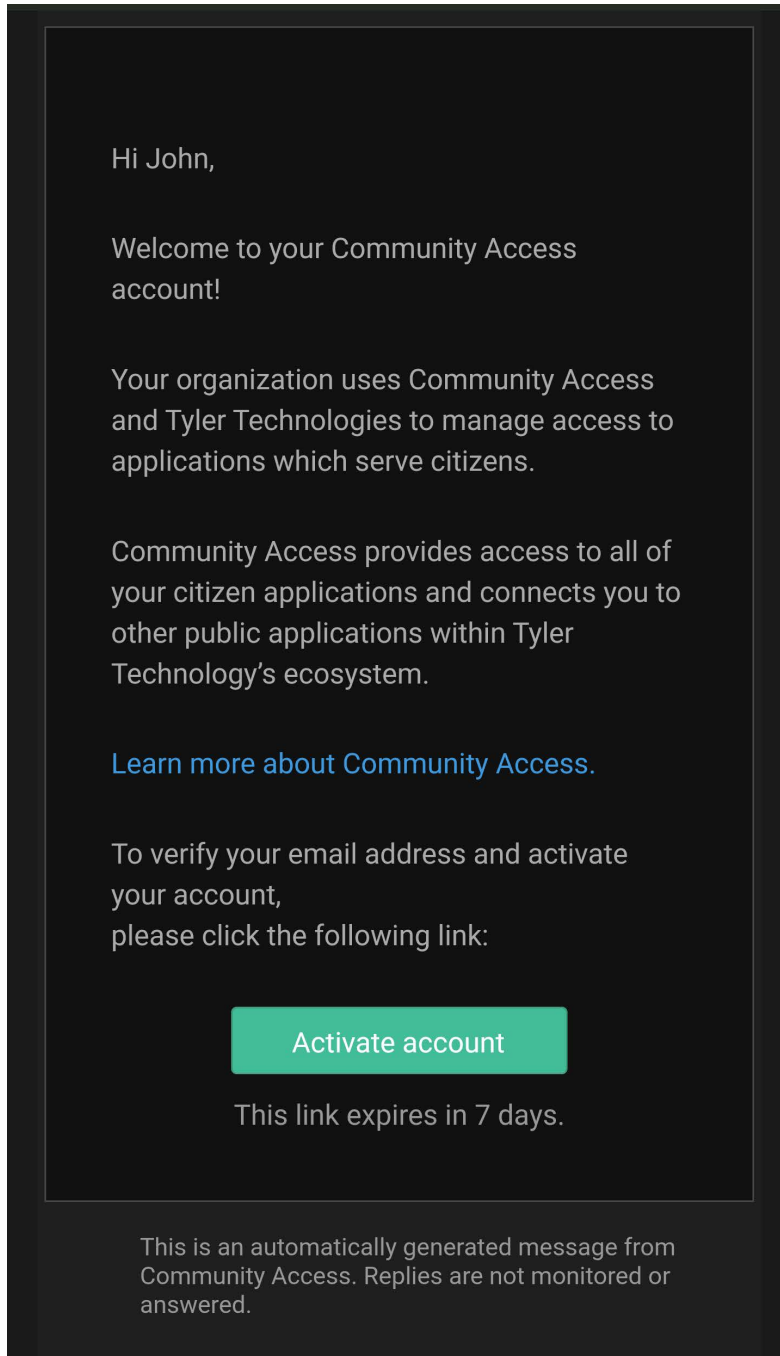 Hi John,
Welcome to your Community Access
account!
Your organization uses Community Access
and Tyler Technologies to manage access to
applications which serve citizens.
Community Access provides access to all of
your citizen applications and connects you to
other public applications within Tyler
Technology’s ecosystem.
Learn more about Community Access.
To verify your email address and activate
your account,
please click the following link:
Activate account
This link expires in 7 days.
This is an automatically generated message from
Community Access. Replies are not monitored or
answered.